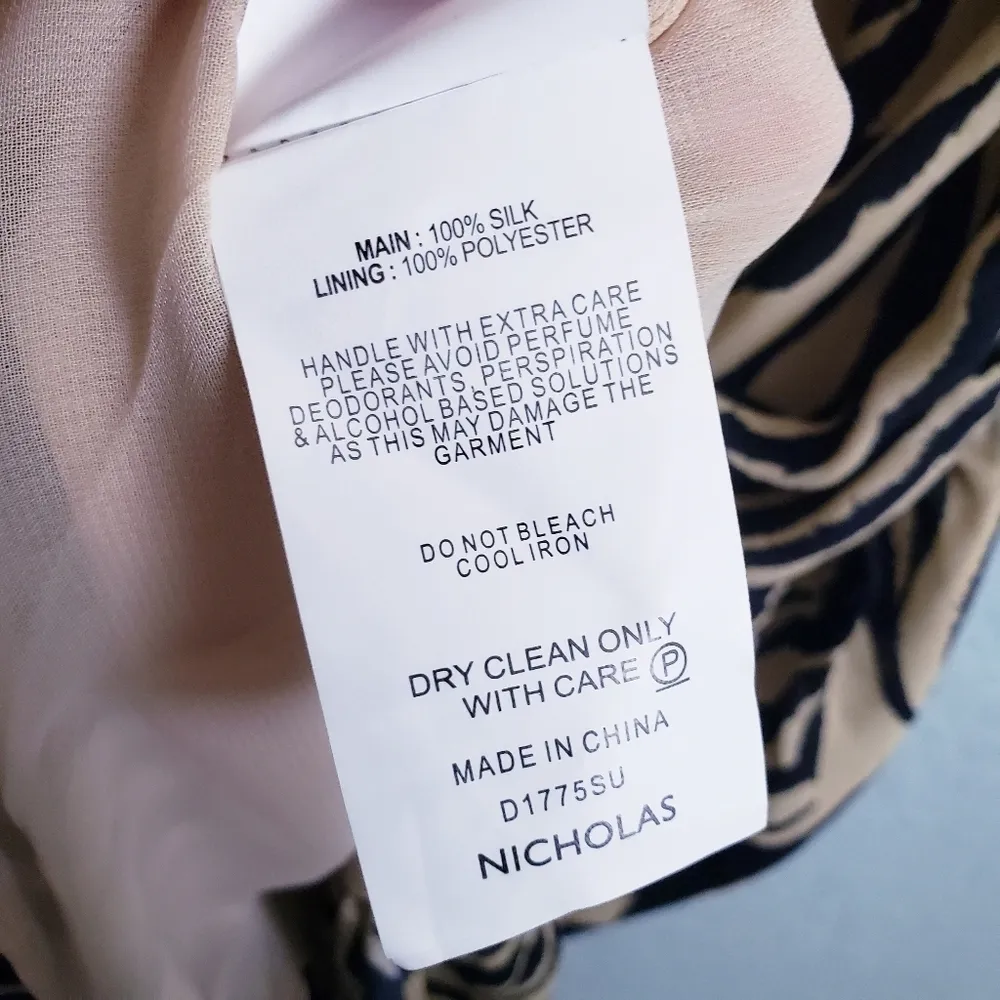 MAIN : 100% SILK
LINING : 100% POLYESTER
HANDLE WITH EXTRA CARE
PLEASE AVOID PERFUME
DEODORANTS, PERSPIRATION
& ALCOHOL BASED SOLUTIONS
AS THIS MAY DAMAGE THE
GARMENT
DO NOT BLEACH
COOL IRON
DRY CLEAN ONLY
WITH CARE P
MADE IN CHINA
D1775SU
NICHOLAS